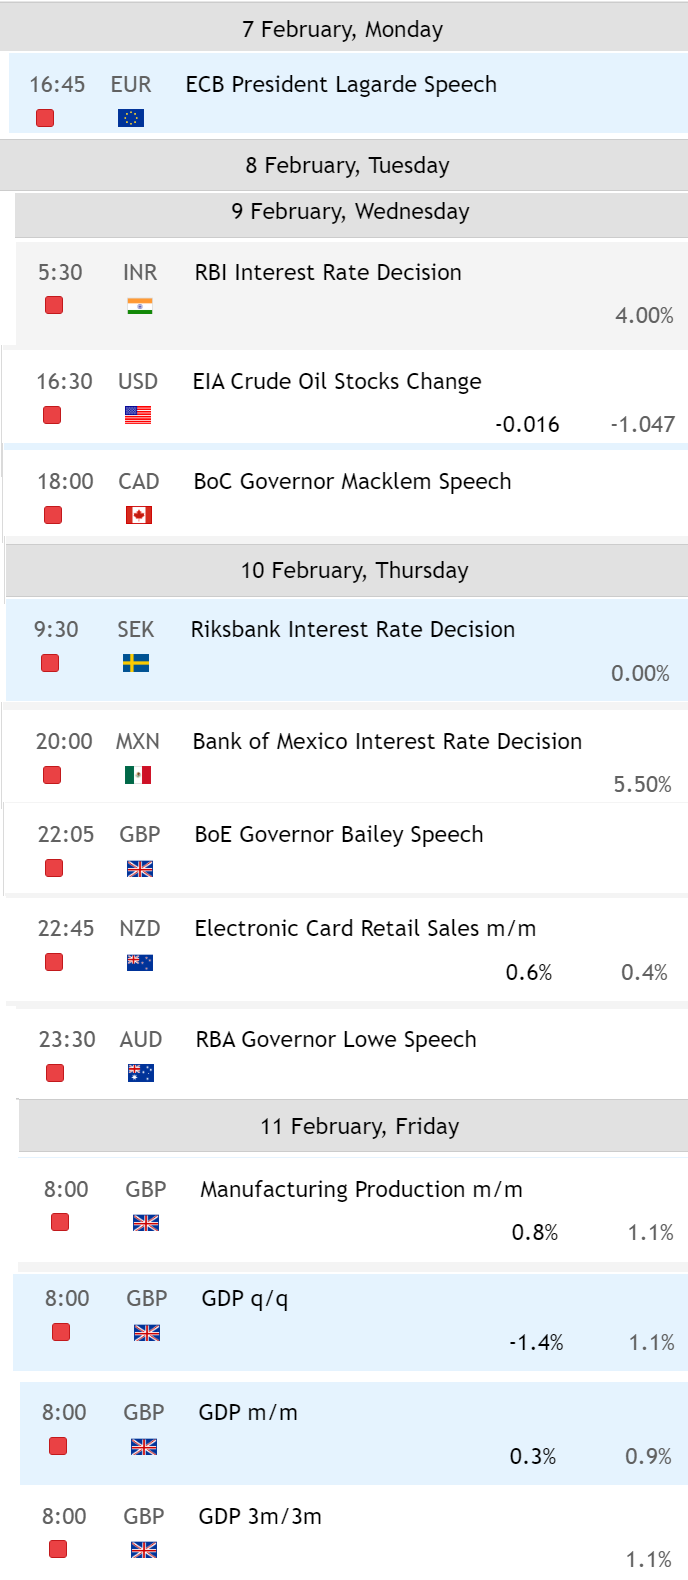 7 February, Monday
16:45 EUR ECB President Lagarde Speech
8 February, Tuesday
9 February, Wednesday
5:30 INR RBI Interest Rate Decision
4.00%
16:30 USD EIA Crude Oil Stocks Change
-0.016 -1.047
18:00 CAD BoC Governor Macklem Speech
10 February, Thursday
9:30 SEK Riksbank Interest Rate Decision
0.00%
20:00 MXN Bank of Mexico Interest Rate Decision
5.50%
22:05 GBP BoE Governor Bailey Speech
22:45 NZD Electronic Card Retail Sales m/m
0.6% 0.4%
23:30 AUD RBA Governor Lowe Speech
11 February, Friday
8:00 GBP Manufacturing Production m/m
0.8% 1.1%
8:00 GBP GDP q/q
-1.4% 1.1%
8:00 GBP GDP m/m
0.3% 0.9%
8:00 GBP GDP 3m/3m
1.1%